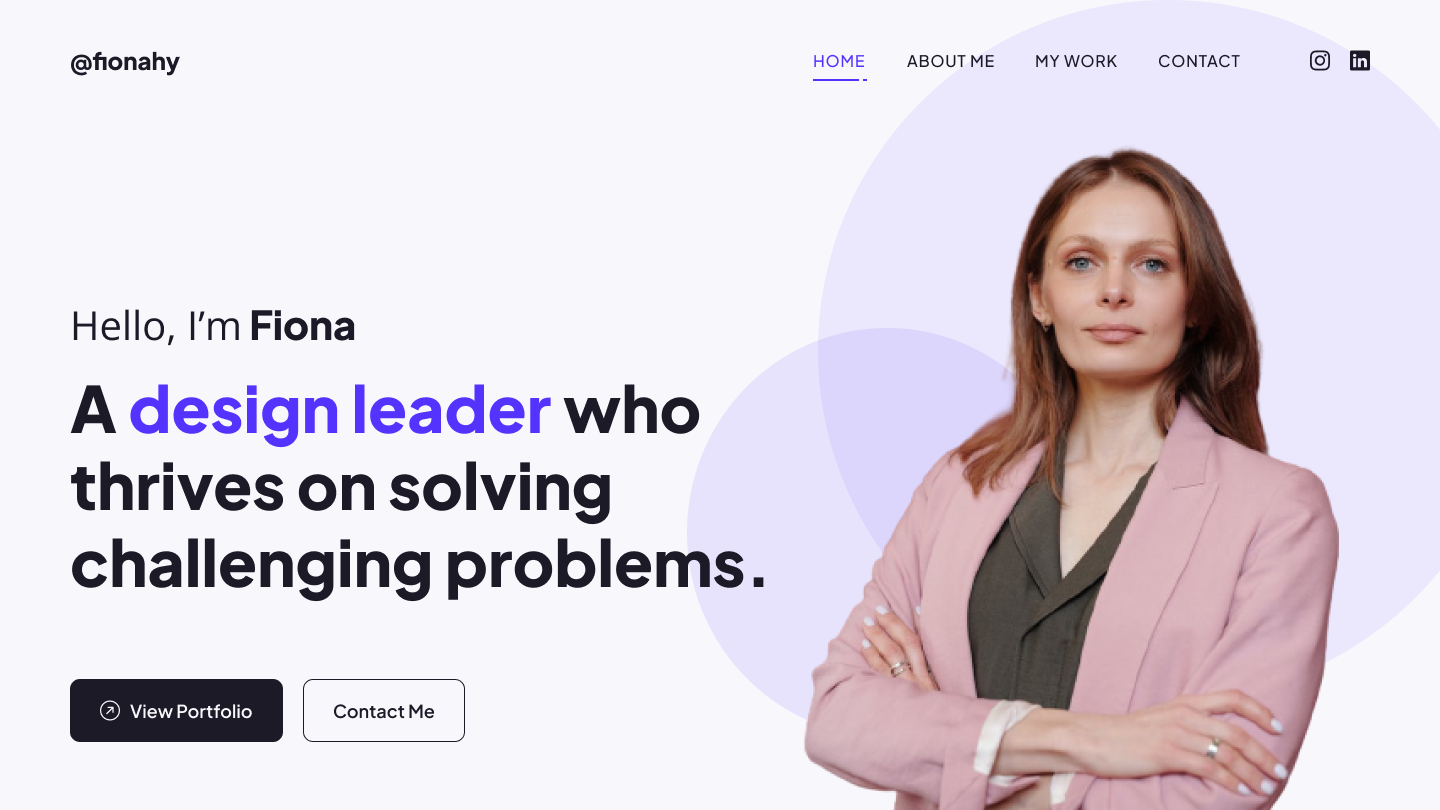 @fionahy
HOME
ABOUT ME
MY WORK
CONTACT
Hello, I’m Fiona
A design leader who
thrives on solving
challenging problems.
View Portfolio
Contact Me